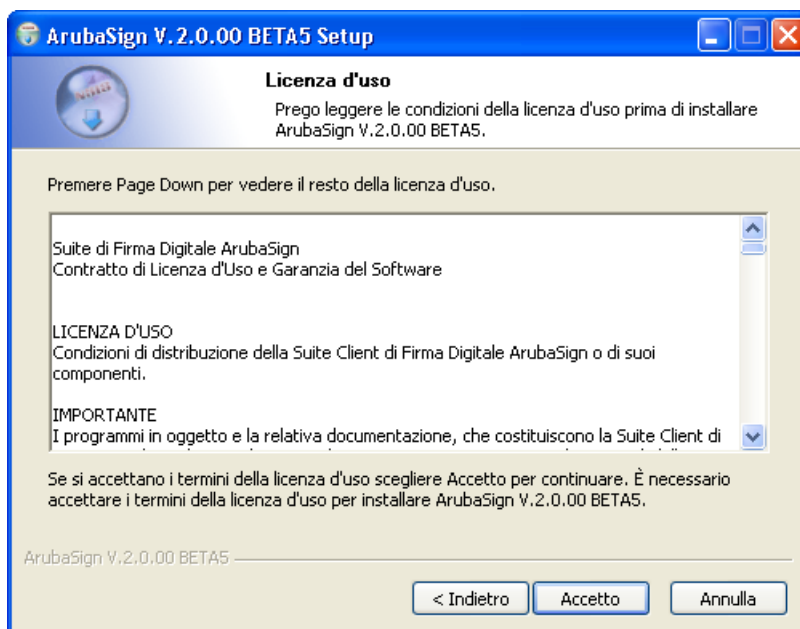 ArubaSign V.2.0.00 BETA5 Setup
Licenza d'uso
Prego leggere le condizioni della licenza d'uso prima di installare
ArubaSign V.2.0.00 BETA5.
Premere Page Down per vedere il resto della licenza d'uso.
Suite di Firma Digitale ArubaSign
Contratto di Licenza d'Uso e Garanzia del Software
LICENZA D'USO
Condizioni di distribuzione della Suite Client di Firma Digitale ArubaSign o di suoi
componenti.
IMPORTANTE
I programmi in oggetto e la relativa documentazione, che costituiscono la Suite Client di
Se si accettano i termini della licenza d'uso scegliere Accetto per continuare. È necessario
accettare i termini della licenza d'uso per installare ArubaSign V.2.0.00 BETA5.
ArubaSign V.2.0.00 BETA5
< Indietro
Accetto
Annulla